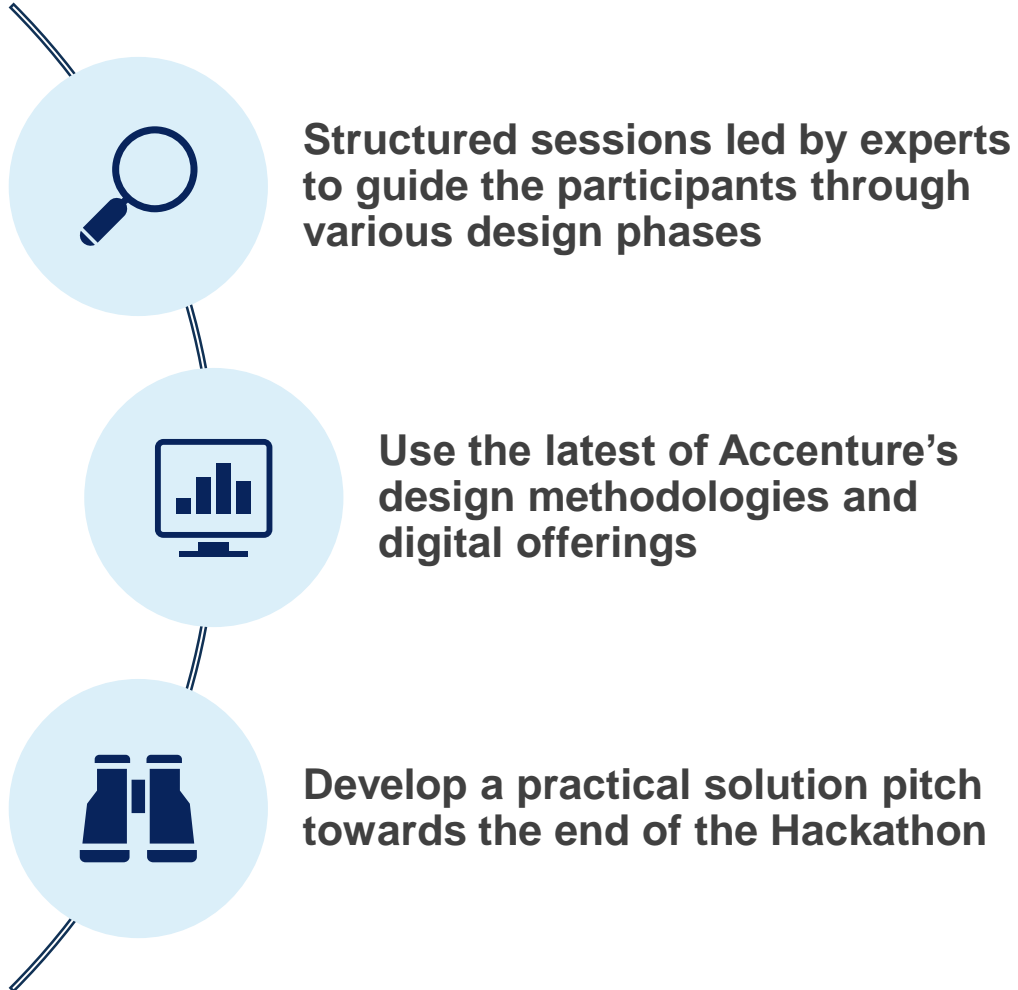 Structured sessions led by experts
to guide the participants through
various design phases
Use the latest of Accenture’s
design methodologies and
digital offerings
Develop a practical solution pitch
towards the end of the Hackathon